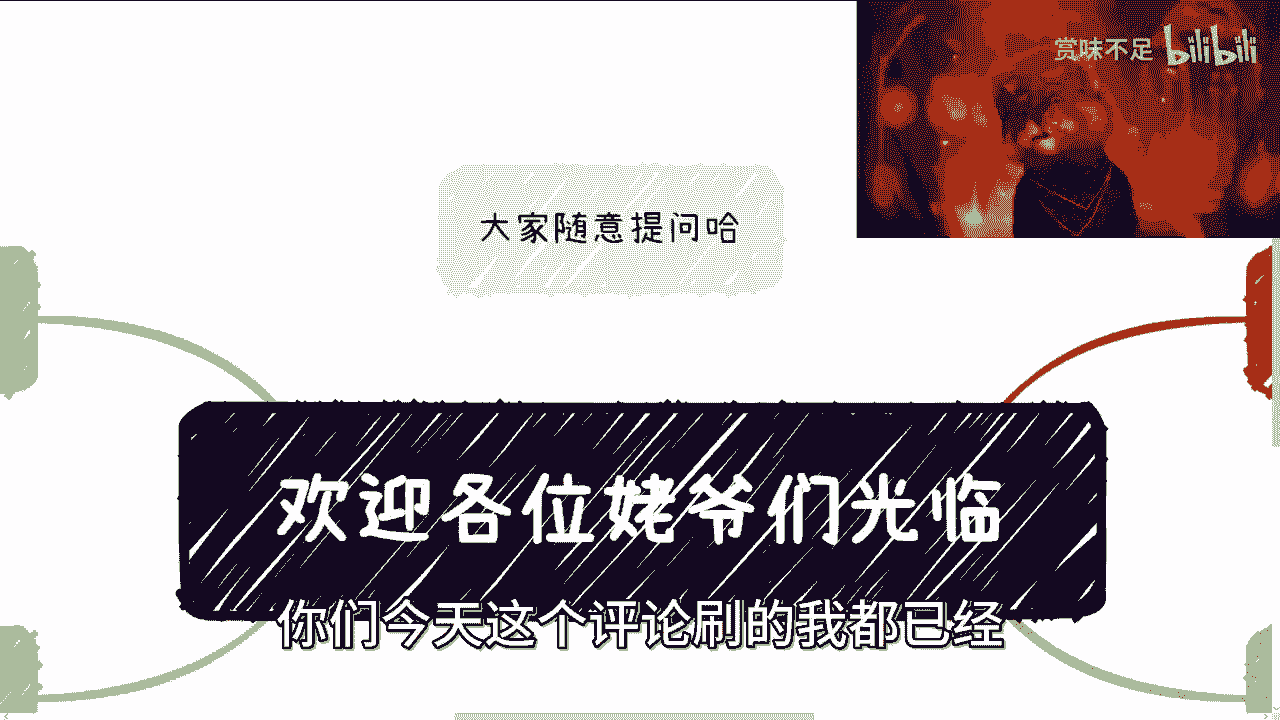 赏味不足 bilibili
大家随意提问哈
欢迎各位姥爷们光临
你们今天这个评论刷的我都已经